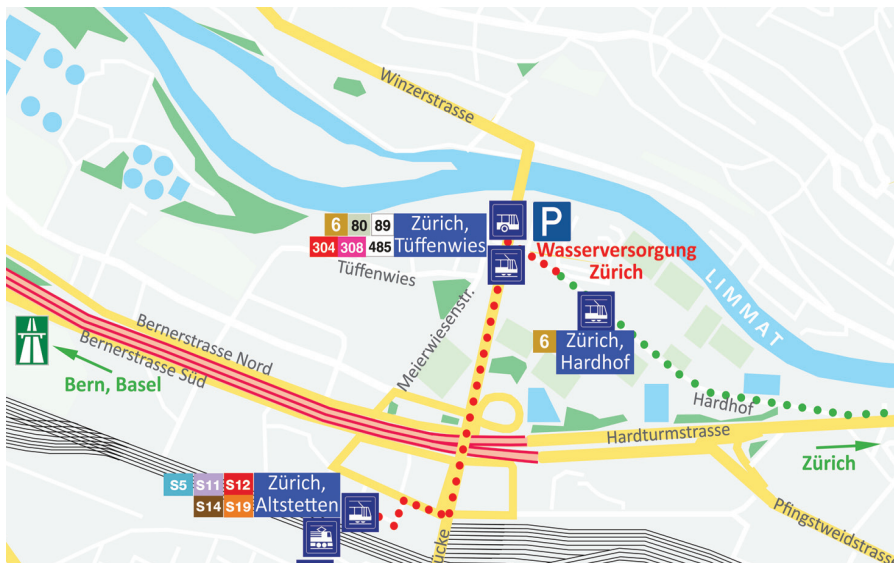 Winzerstrasse
6 80 89 Zürich,
304 308 485 Tüffenwies
P
Wasserversorgung
Zürich
Tüffenwies
LIMMAT
Meierwiesenstr.
6 Zürich,
Hardhof
Bernerstrasse Nord
Bernerstrasse Süd
Bern, Basel
Hardhof
Hardturmstrasse
Zürich
S5 S11 S12 Zürich,
S14 S19 Altstetten
Pfingstweidstrasse